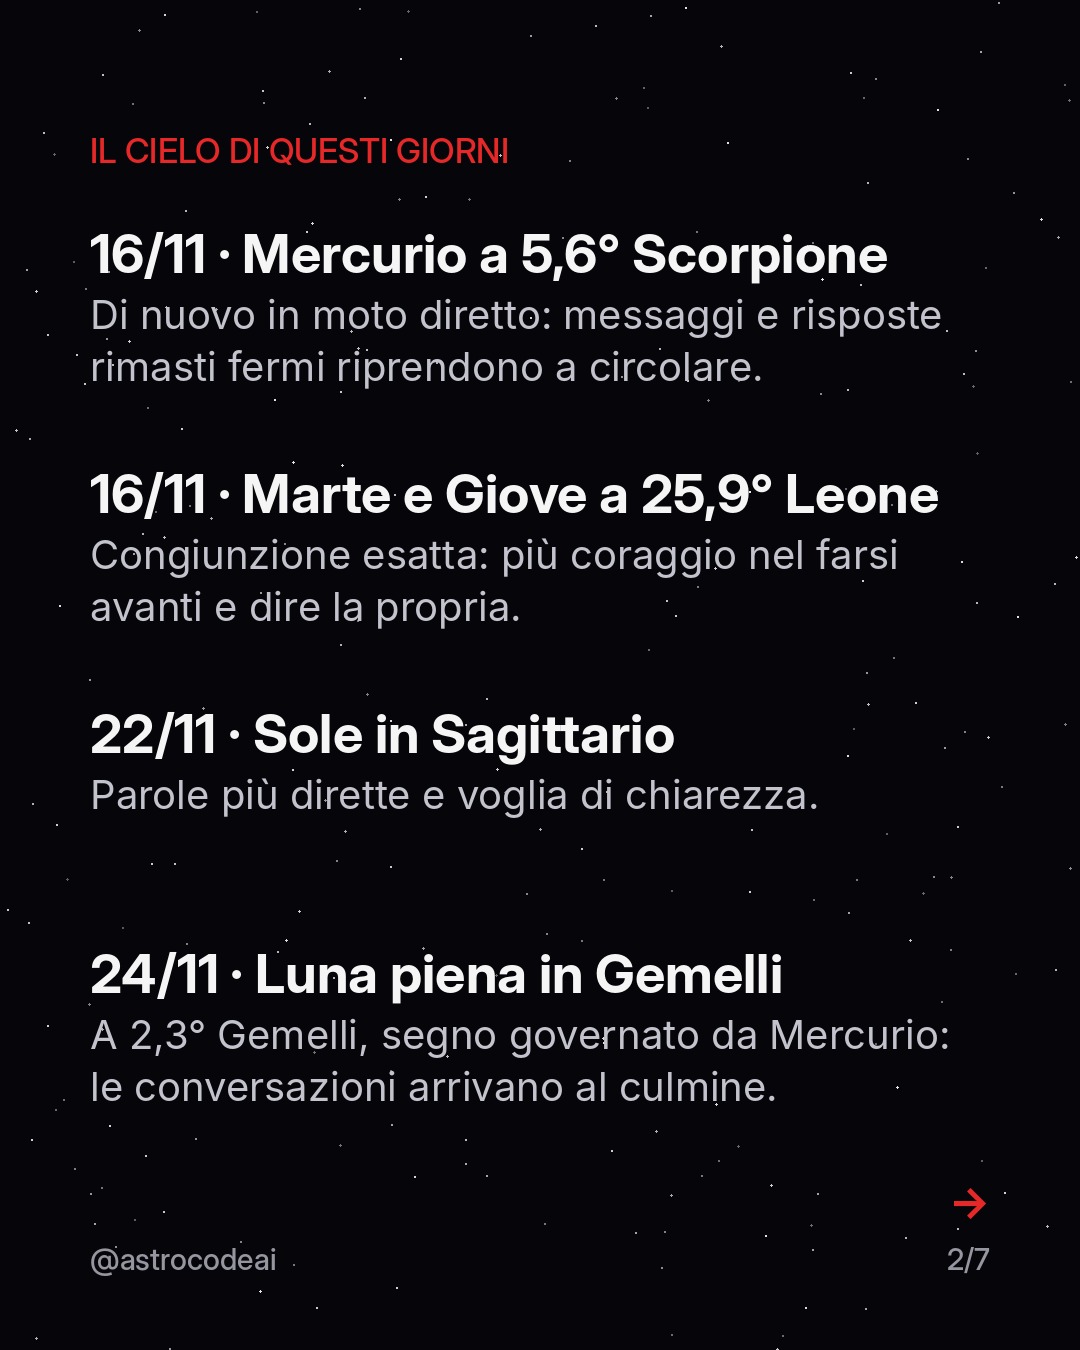 IL CIELO DI QUESTI GIORNI
16/11 · Mercurio a 5,6° Scorpione
Di nuovo in moto diretto: messaggi e risposte
rimasti fermi riprendono a circolare.
16/11 · Marte e Giove a 25,9° Leone
Congiunzione esatta: più coraggio nel farsi
avanti e dire la propria.
22/11 · Sole in Sagittario
Parole più dirette e voglia di chiarezza.
24/11 · Luna piena in Gemelli
A 2,3° Gemelli, segno governato da Mercurio:
le conversazioni arrivano al culmine.
→
@astrocodeai
2/7